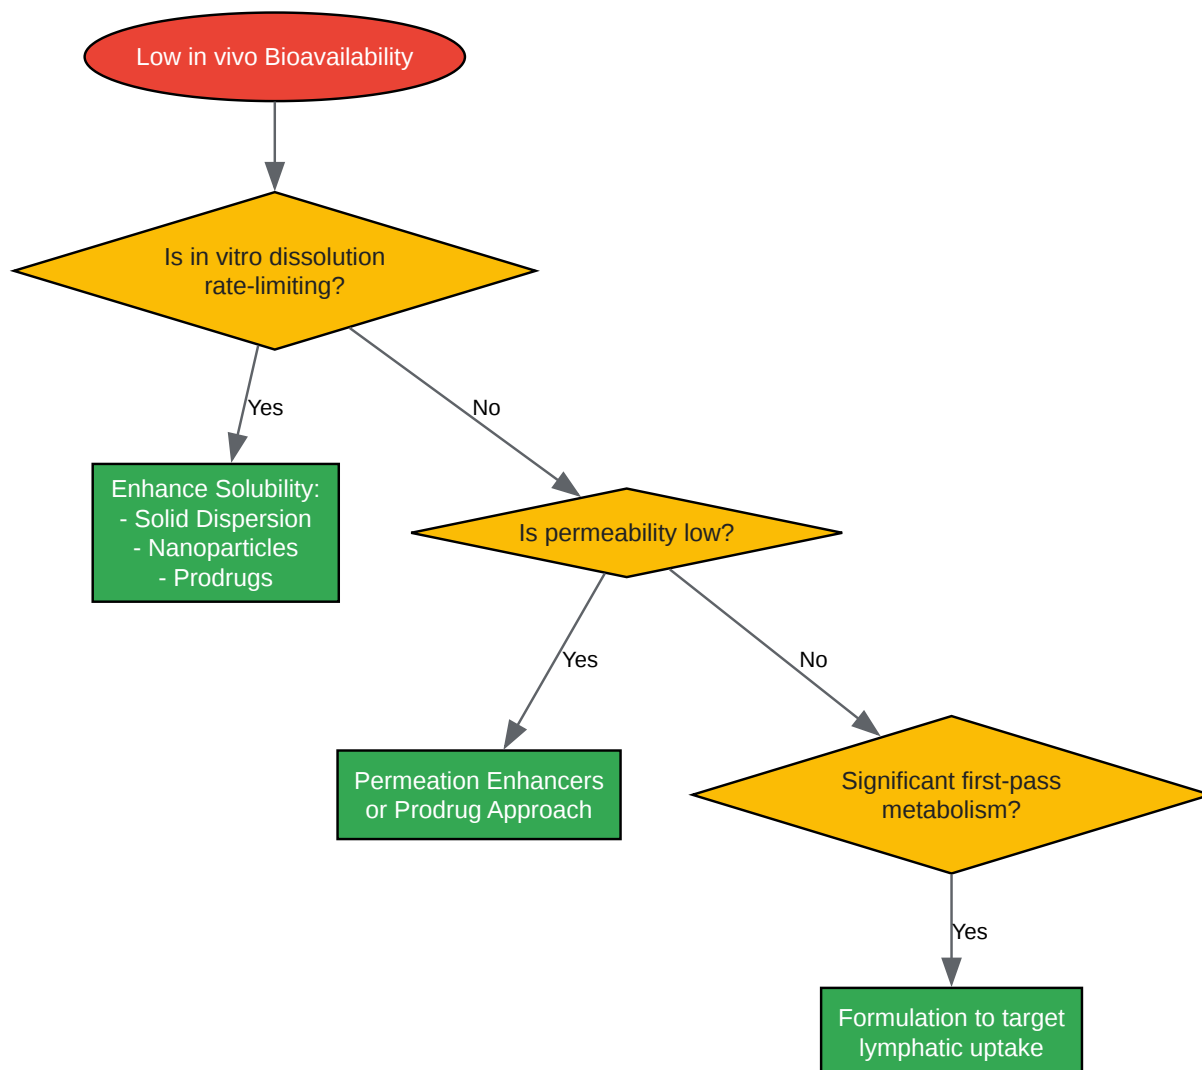 Low in vivo Bioavailability
Is in vitro dissolution
rate-limiting?
Yes
No
Enhance Solubility:
- Solid Dispersion
- Nanoparticles
- Prodrugs
Is permeability low?
Yes
No
Permeation Enhancers
or Prodrug Approach
Significant first-pass
metabolism?
Yes
Formulation to target
lymphatic uptake